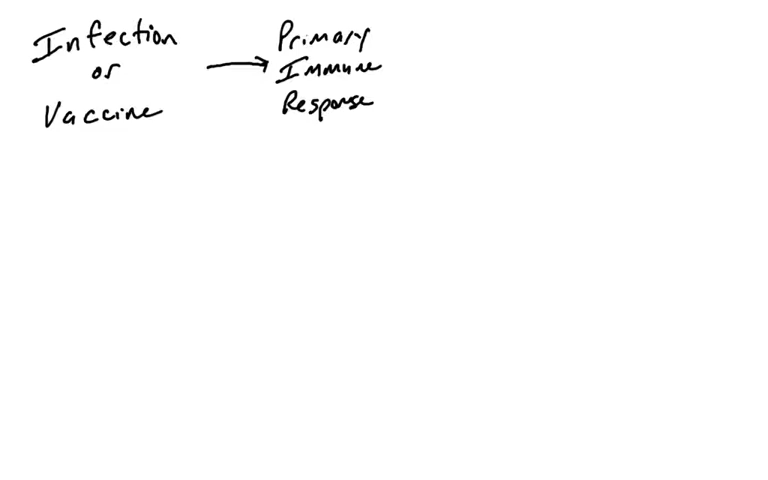 Infection
or
Vaccine
Primary
Immune
Response